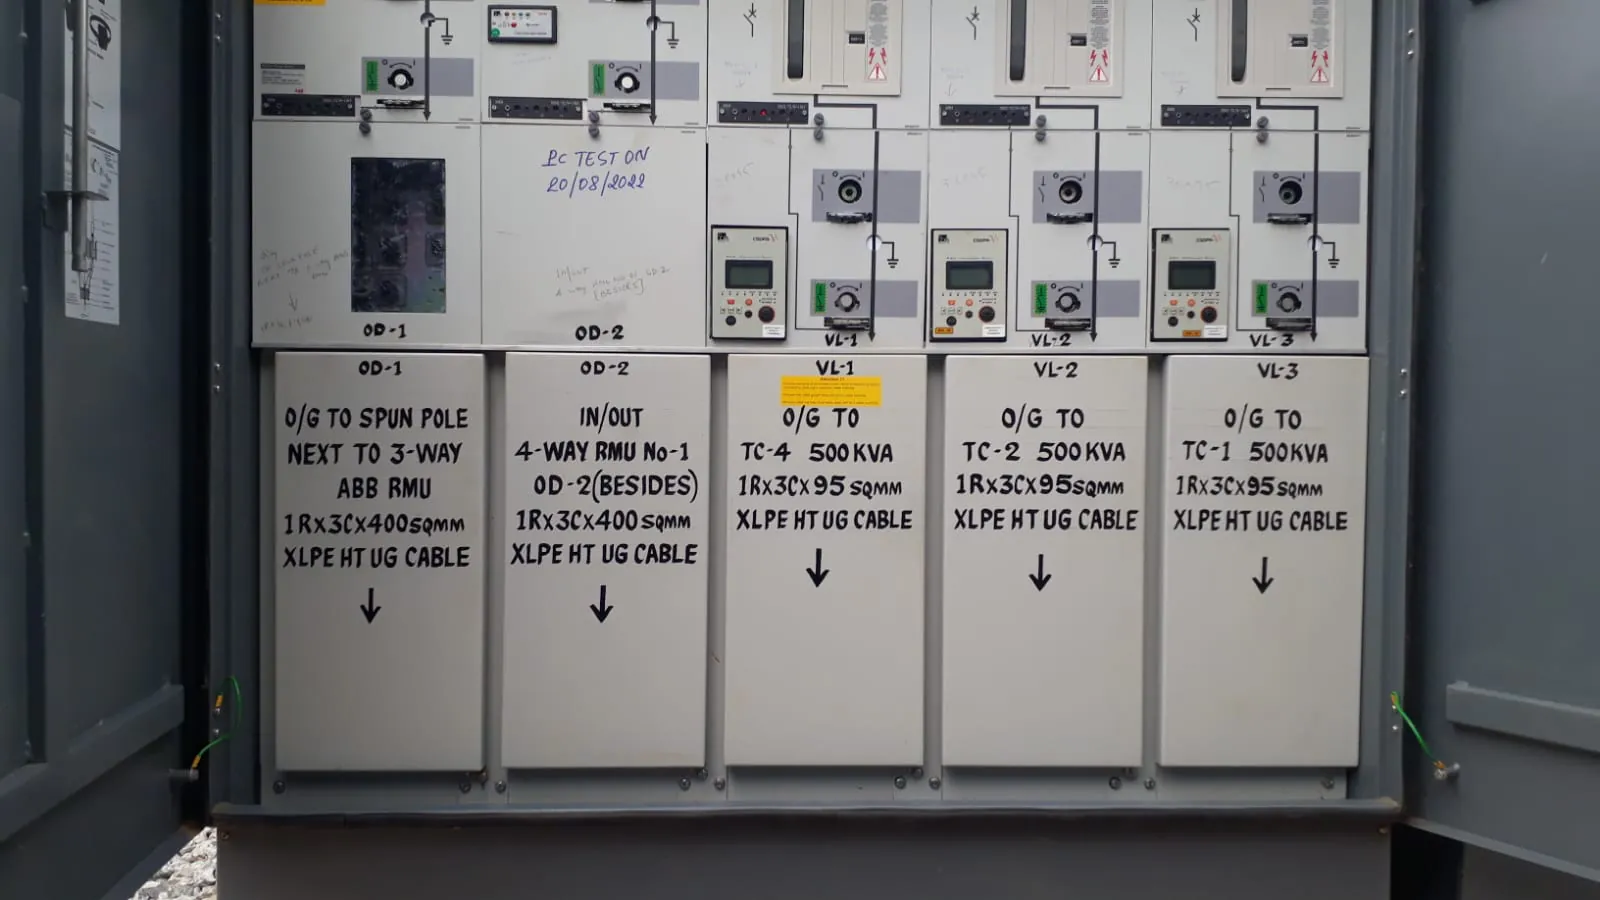 PC TEST ON
20/08/2022
IN/OUT
OD-1
OD-2
VL-1
VL-2
VL-3
OD-1
O/G TO SPUN POLE
NEXT TO 3-WAY
ABB RMU
1Rx3Cx400SQMM
XLPE HT UG CABLE
OD-2
IN/OUT
4-WAY RMU No-1
OD-2(BESIDES)
1Rx3Cx400SQMM
XLPE HT UG CABLE
VL-1
O/G TO
TC-4 500KVA
1Rx3Cx95SQMM
XLPE HT UG CABLE
VL-2
O/G TO
TC-2 500KVA
1Rx3Cx95SQMM
XLPE HT UG CABLE
VL-3
O/G TO
TC-1 500KVA
1Rx3Cx95SQMM
XLPE HT UG CABLE